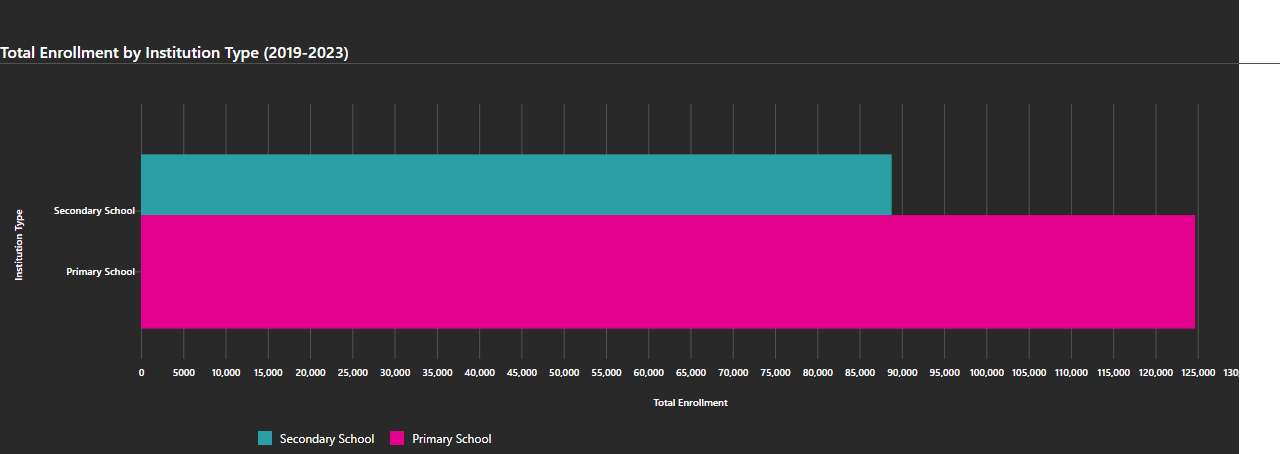 Total Enrollment by Institution Type (2019-2023)
Institution Type
Secondary School
Primary School
0 5000 10,000 15,000 20,000 25,000 30,000 35,000 40,000 45,000 50,000 55,000 60,000 65,000 70,000 75,000 80,000 85,000 90,000 95,000 100,000 105,000 110,000 115,000 120,000 125,000 130,
Total Enrollment
Secondary School Primary School